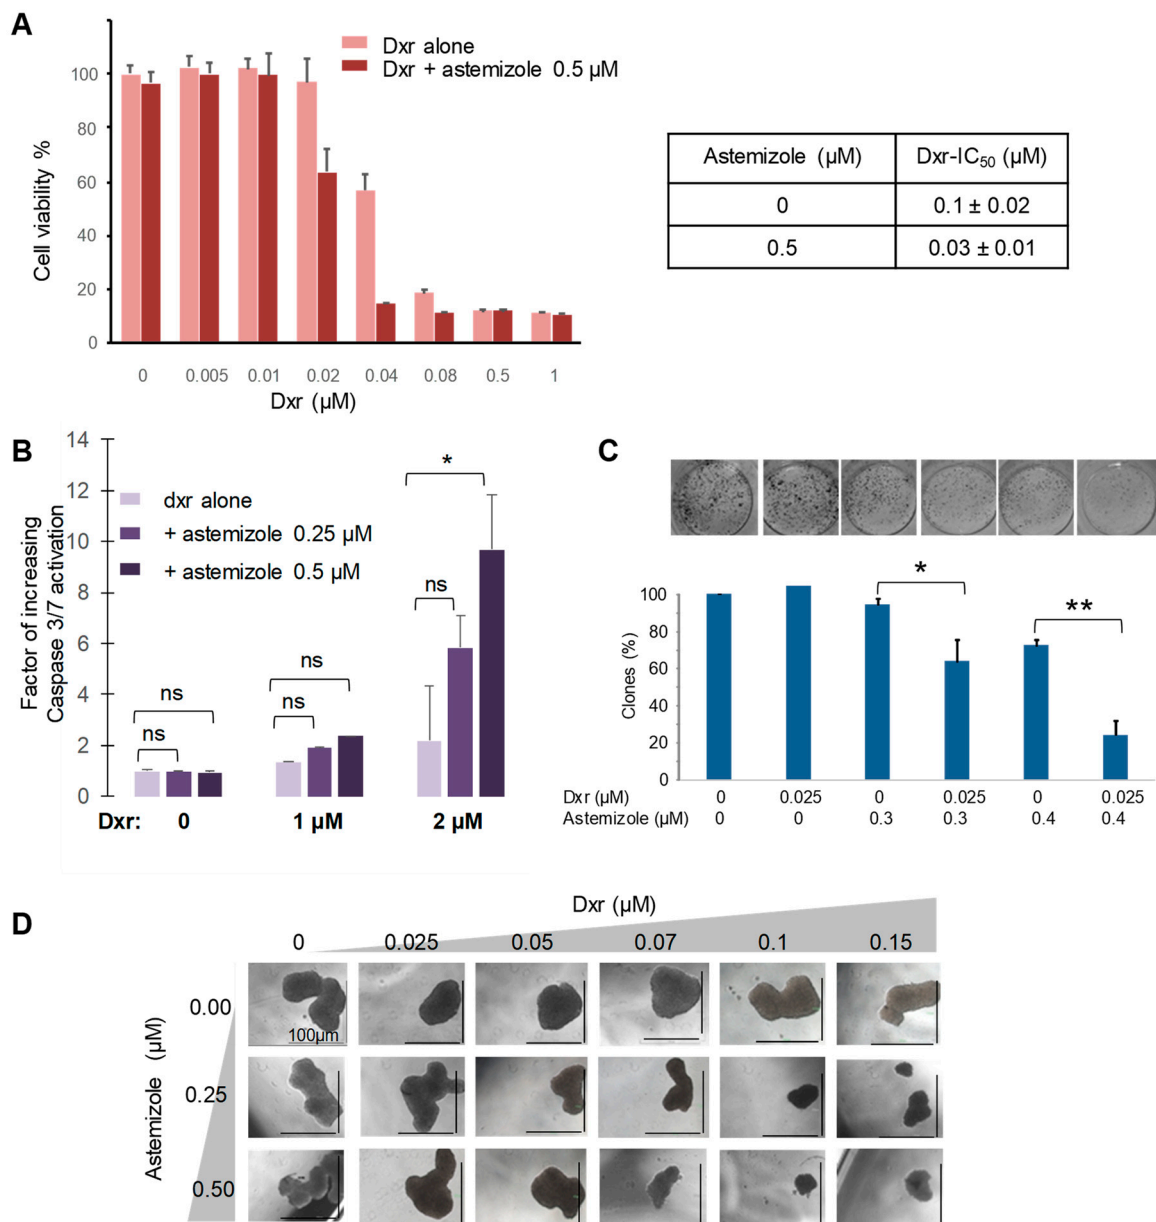 A
Dxr alone
Dxr + astemizole 0.5 µM
Cell viability %
100
80
60
40
20
0
0 0.005 0.01 0.02 0.04 0.08 0.5 1
Dxr (µM)
Astemizole (µM) Dxr-IC50 (µM)
0 0.1 ± 0.02
0.5 0.03 ± 0.01
B
Factor of increasing
Caspase 3/7 activation
14
12
10
8
6
4
2
0
dxr alone
+ astemizole 0.25 µM
+ astemizole 0.5 µM
ns
ns
ns
ns
ns
*
Dxr: 0 1 µM 2 µM
C
Clones (%)
100
80
60
40
20
0
*
**
Dxr (µM) 0 0.025 0 0.025 0 0.025
Astemizole (µM) 0 0 0.3 0.3 0.4 0.4
D
Dxr (µM)
0 0.025 0.05 0.07 0.1 0.15
Astemizole (µM)
0.00
100µm
0.25
0.50